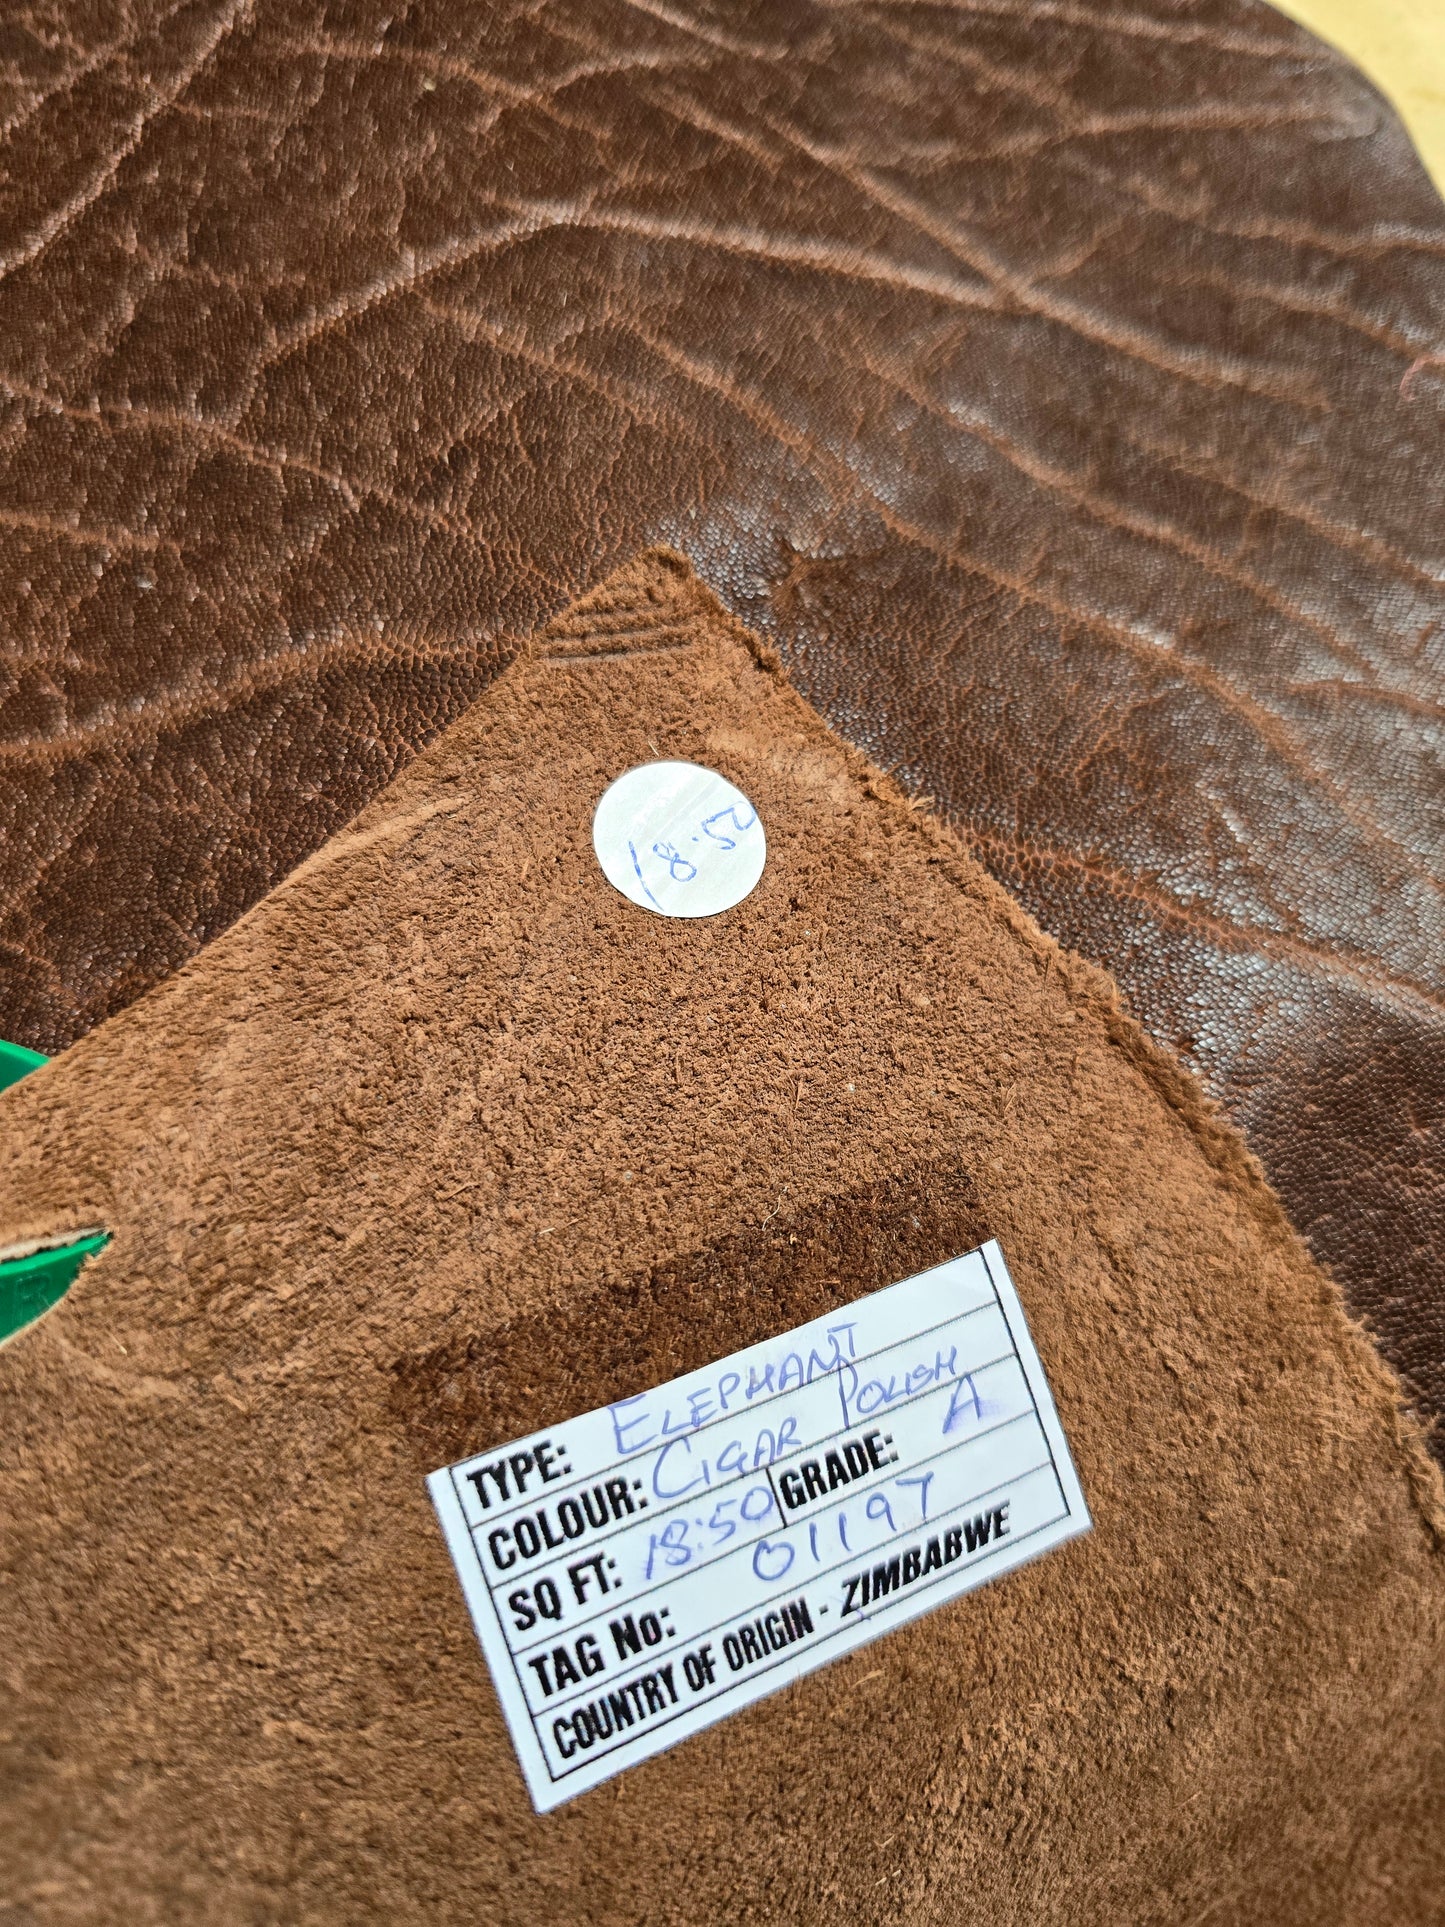 18.50
TYPE: ELEPHANT
COLOUR: CIGAR POLISH
SQ FT: 18:50 GRADE: A
TAG No: 01197
COUNTRY OF ORIGIN - ZIMBABWE